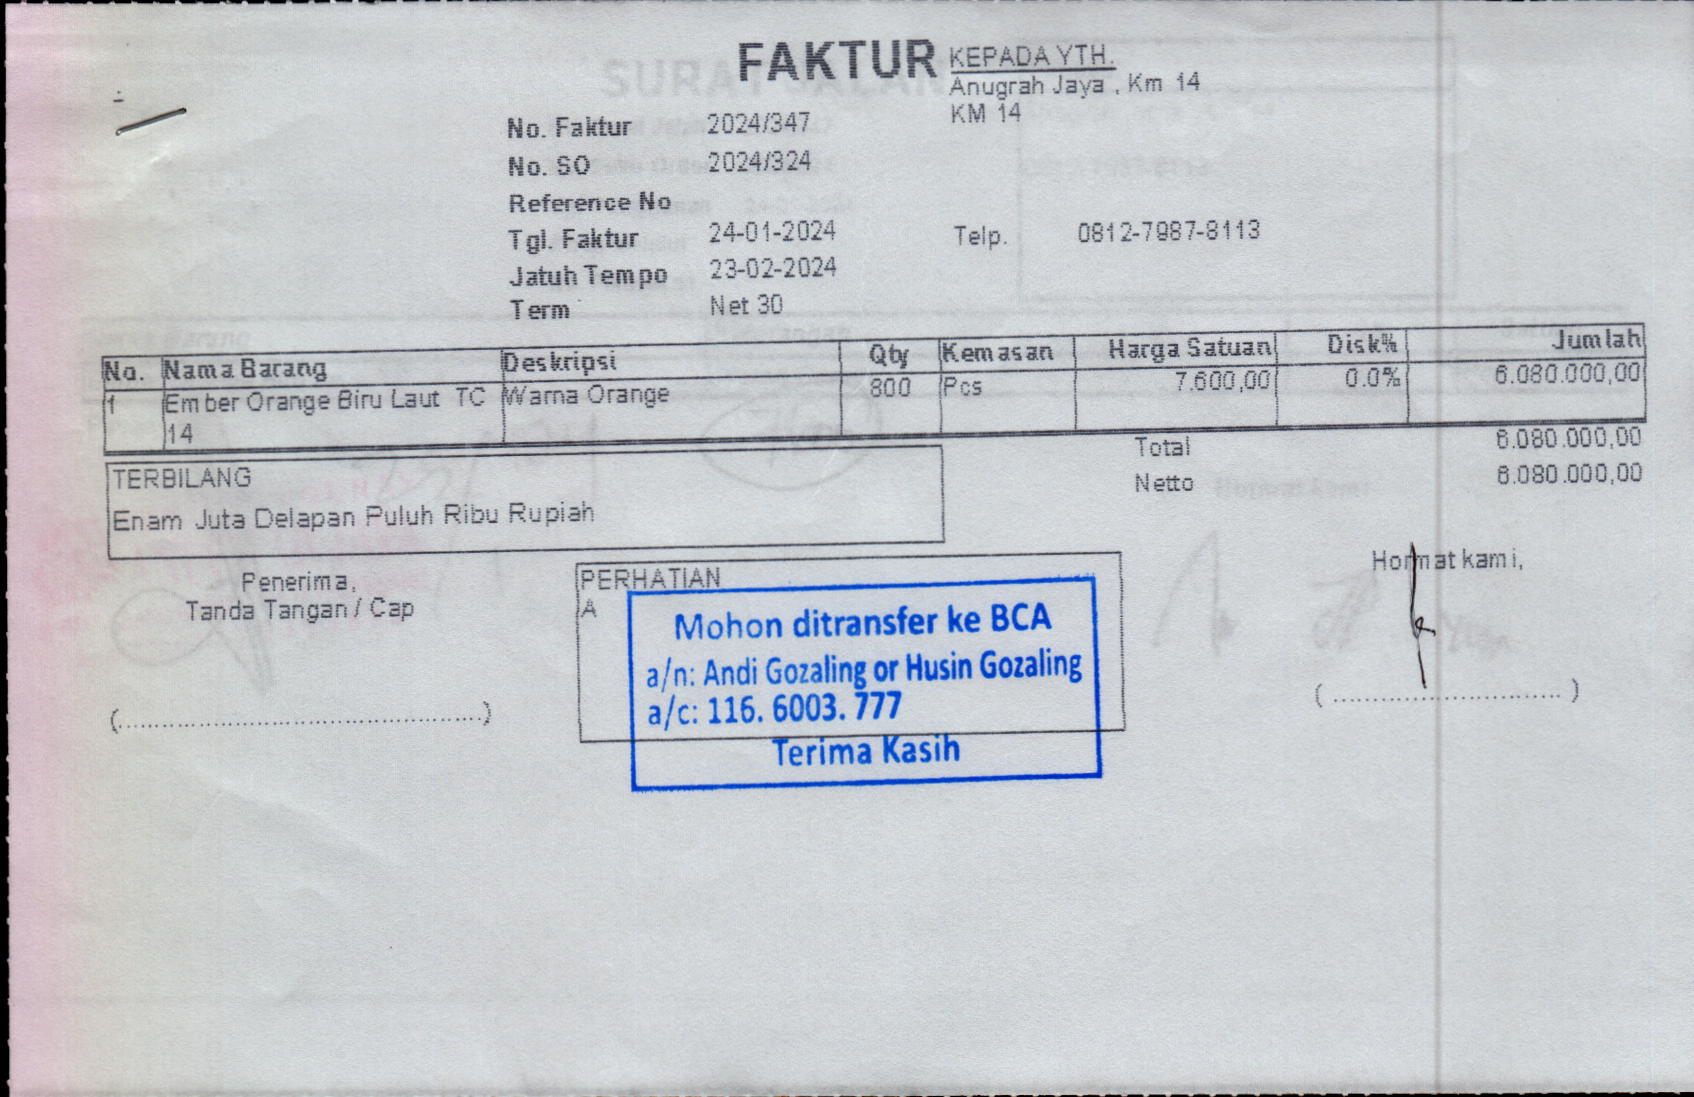 FAKTUR
KEPADA YTH.
Anugrah Jaya , Km 14
KM 14
No. Faktur 2024/347
No. SO 2024/324
Reference No
Tgl. Faktur 24-01-2024
Telp. 0812-7987-8113
Jatuh Tempo 23-02-2024
Term Net 30
No. Nama Barang Deskripsi Qty Kemasan Harga Satuan Disk% Jumlah
1 Ember Orange Biru Laut TC Warna Orange 800 Pcs 7.600,00 0.0% 6.080.000,00
14
Total 6.080.000,00
Netto 6.080.000,00
TERBILANG
Enam Juta Delapan Puluh Ribu Rupiah
Penerima,
Tanda Tangan / Cap
(................................................)
PERHATIAN
A
Mohon ditransfer ke BCA
a/n: Andi Gozaling or Husin Gozaling
a/c: 116. 6003. 777
Terima Kasih
Hormat kami,
(..............................)